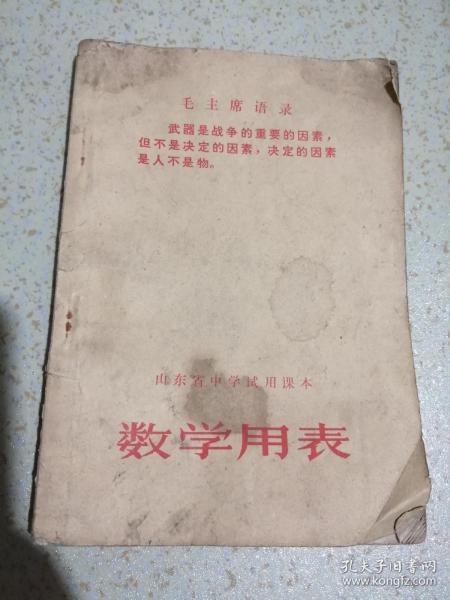 毛主席语录
武器是战争的重要的因素，
但不是决定的因素，决定的因素
是人不是物。
山东省中学试用课本
数学用表
孔夫子旧书网
www.kongfz.com